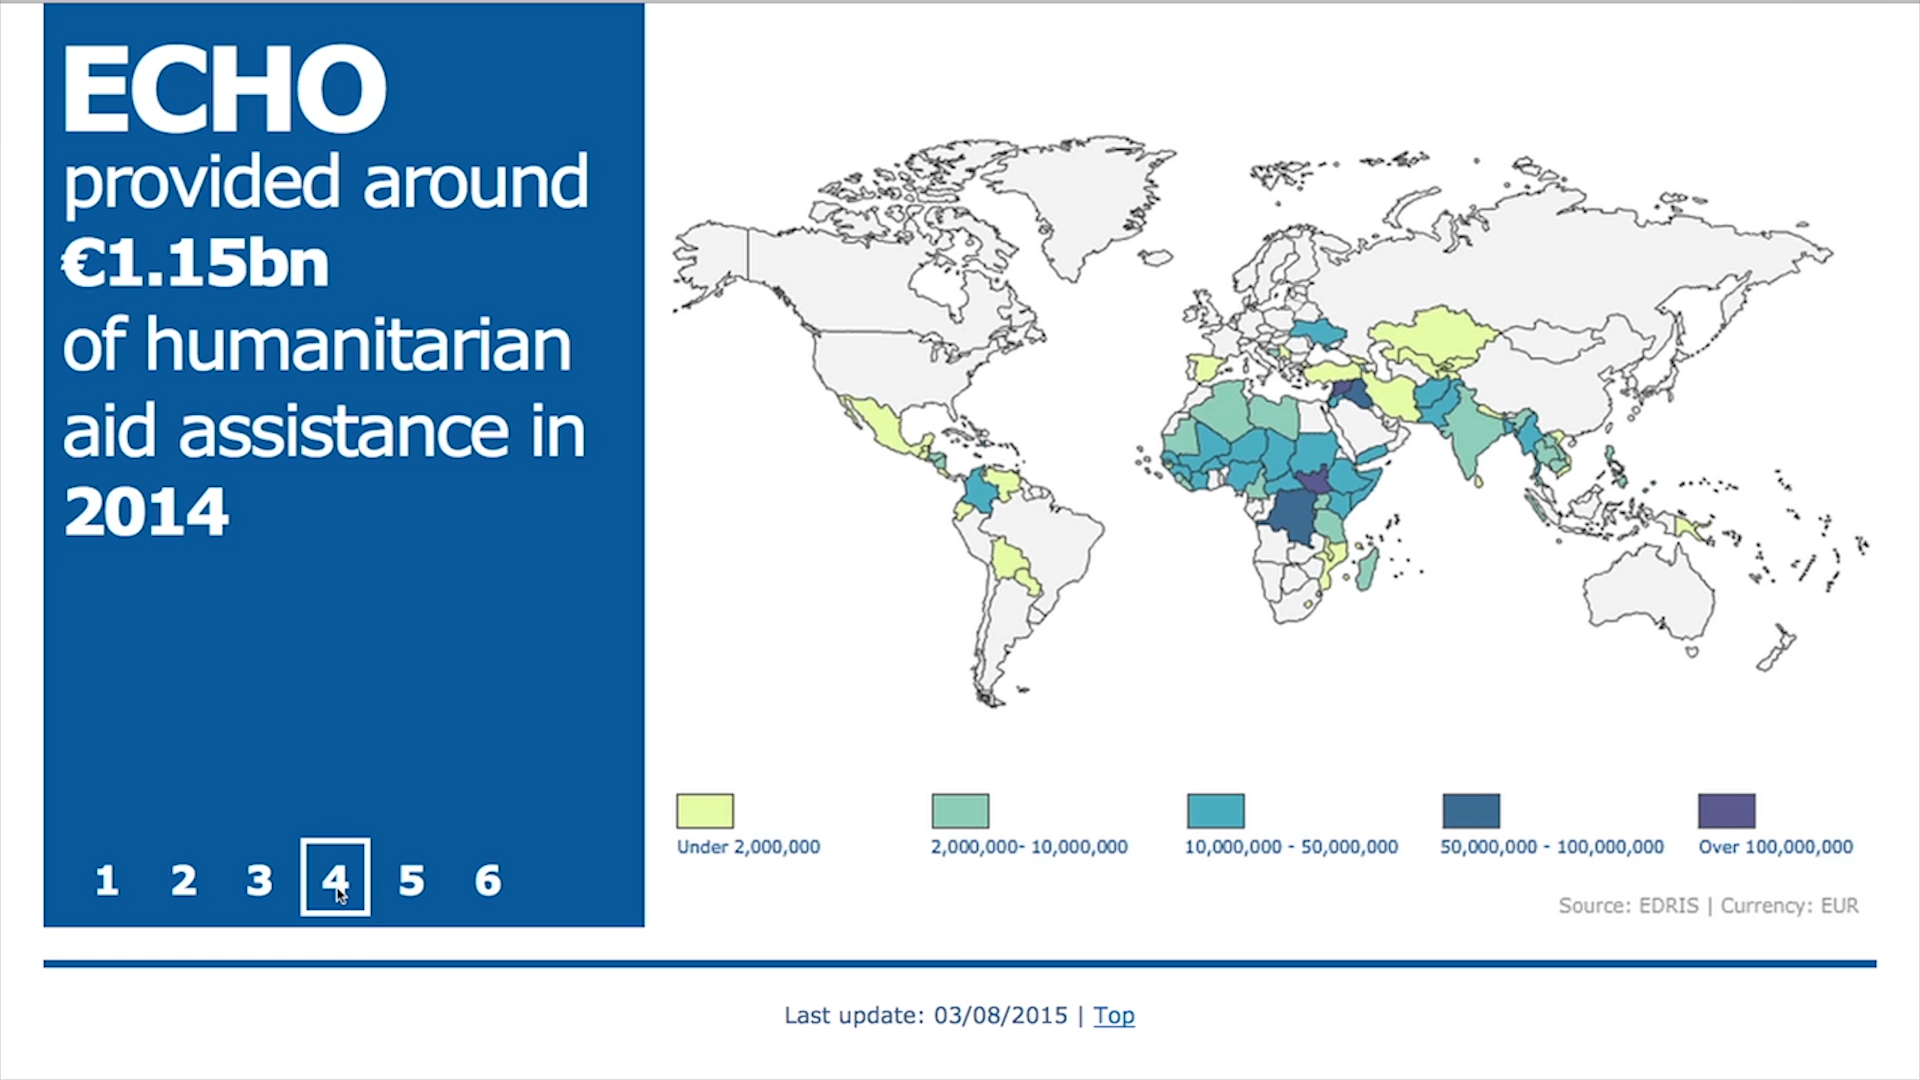 ECHO
provided around
€1.15bn
of humanitarian
aid assistance in
2014
1 2 3 4 5 6
Under 2,000,000
2,000,000- 10,000,000
10,000,000 - 50,000,000
50,000,000 - 100,000,000
Over 100,000,000
Source: EDRIS | Currency: EUR
Last update: 03/08/2015 | Top